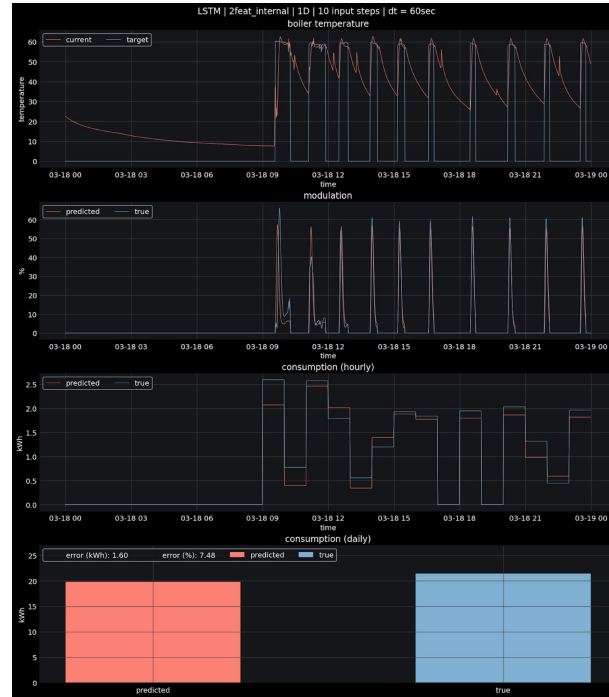 LSTM | 2feat_internal | 1D | 10 input steps | dt = 60sec
boiler temperature
current target
temperature
60
50
40
30
20
10
0
03-18 00 03-18 03 03-18 06 03-18 09 03-18 12 03-18 15 03-18 18 03-18 21 03-19 00
time
modulation
predicted true
%
60
50
40
30
20
10
0
03-18 00 03-18 03 03-18 06 03-18 09 03-18 12 03-18 15 03-18 18 03-18 21 03-19 00
time
consumption (hourly)
predicted true
kWh
2.5
2.0
1.5
1.0
0.5
0.0
03-18 00 03-18 03 03-18 06 03-18 09 03-18 12 03-18 15 03-18 18 03-18 21 03-19 00
time
consumption (daily)
error (kWh): 1.60 error (%): 7.48 predicted true
kWh
25
20
15
10
5
0
predicted true